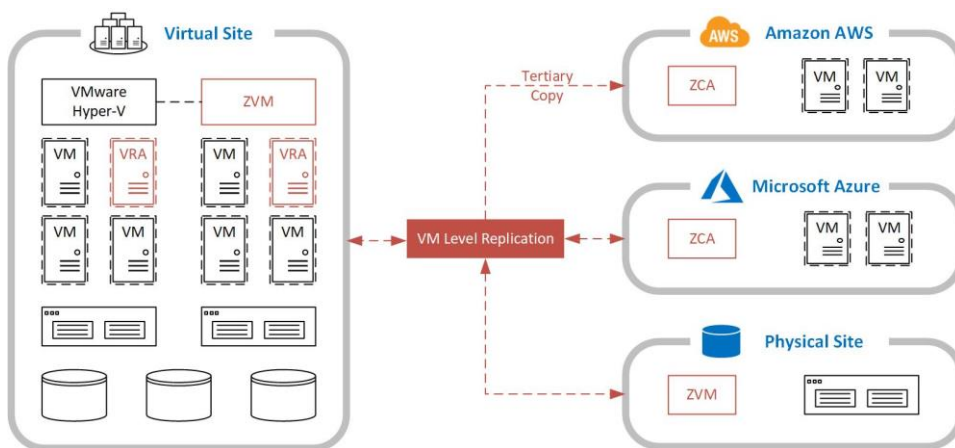 Virtual Site
VMware
Hyper-V
ZVM
VM
VRA
VM
VRA
VM
VM
VM
VM
Tertiary
Copy
VM Level Replication
AWS
Amazon AWS
ZCA
VM
VM
Microsoft Azure
ZCA
VM
VM
Physical Site
ZVM